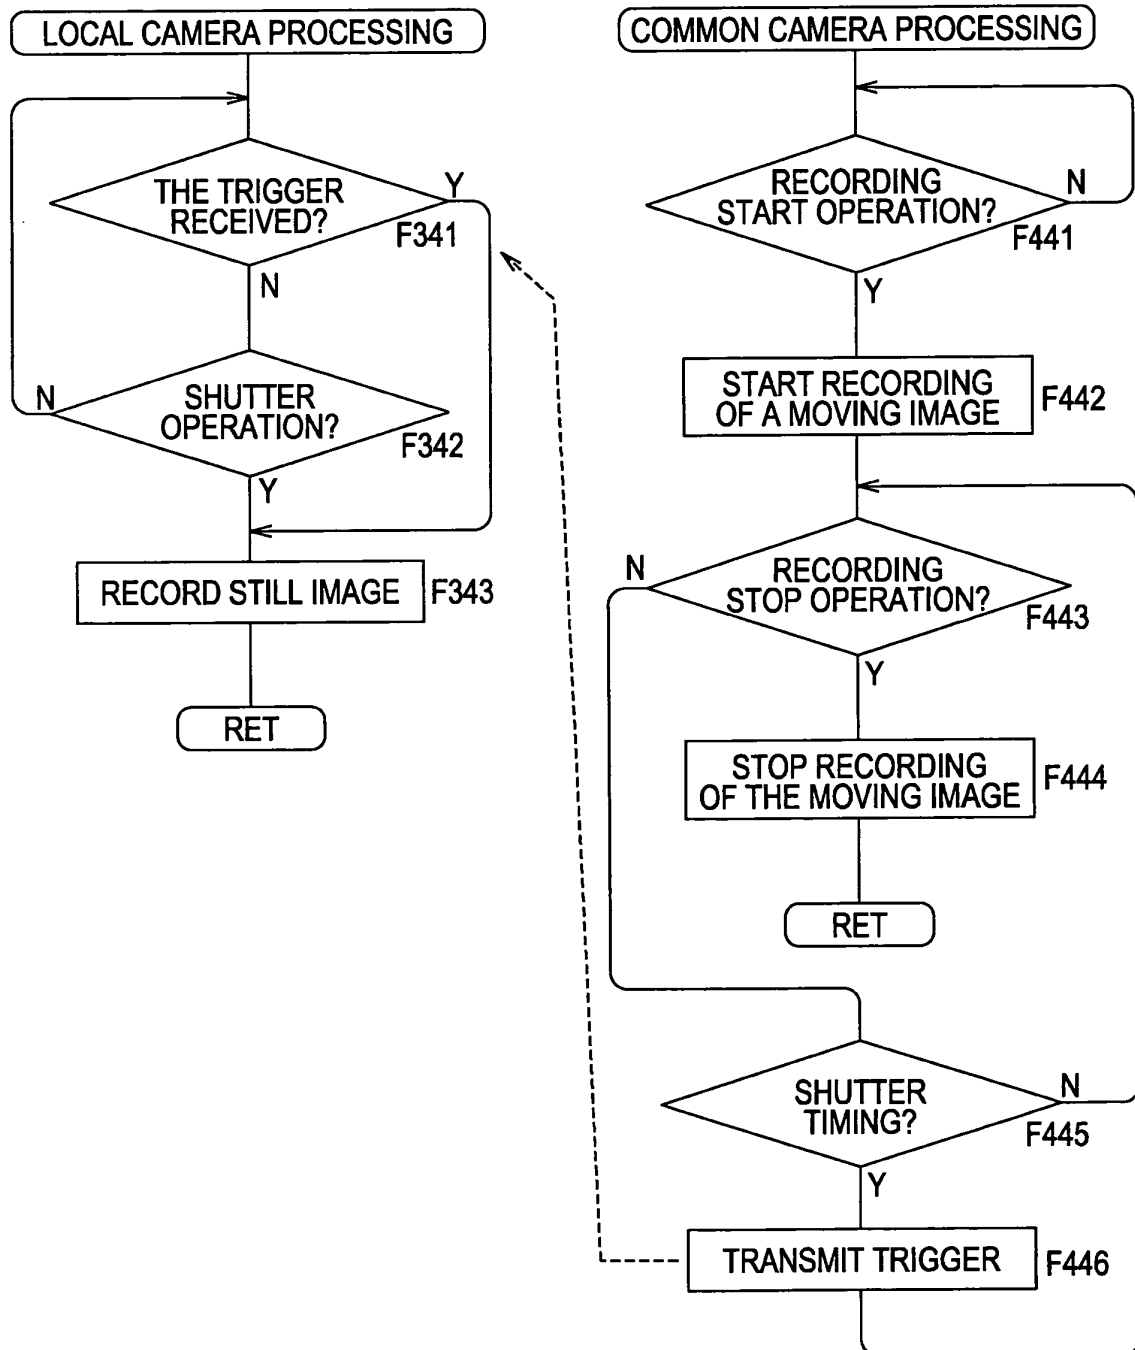 LOCAL CAMERA PROCESSING
THE TRIGGER
RECEIVED?
Y
F341
N
SHUTTER
OPERATION?
N
F342
Y
RECORD STILL IMAGE
F343
RET
COMMON CAMERA PROCESSING
RECORDING
START OPERATION?
N
F441
Y
START RECORDING
OF A MOVING IMAGE
F442
RECORDING
STOP OPERATION?
N
F443
Y
STOP RECORDING
OF THE MOVING IMAGE
F444
RET
SHUTTER
TIMING?
N
F445
Y
TRANSMIT TRIGGER
F446